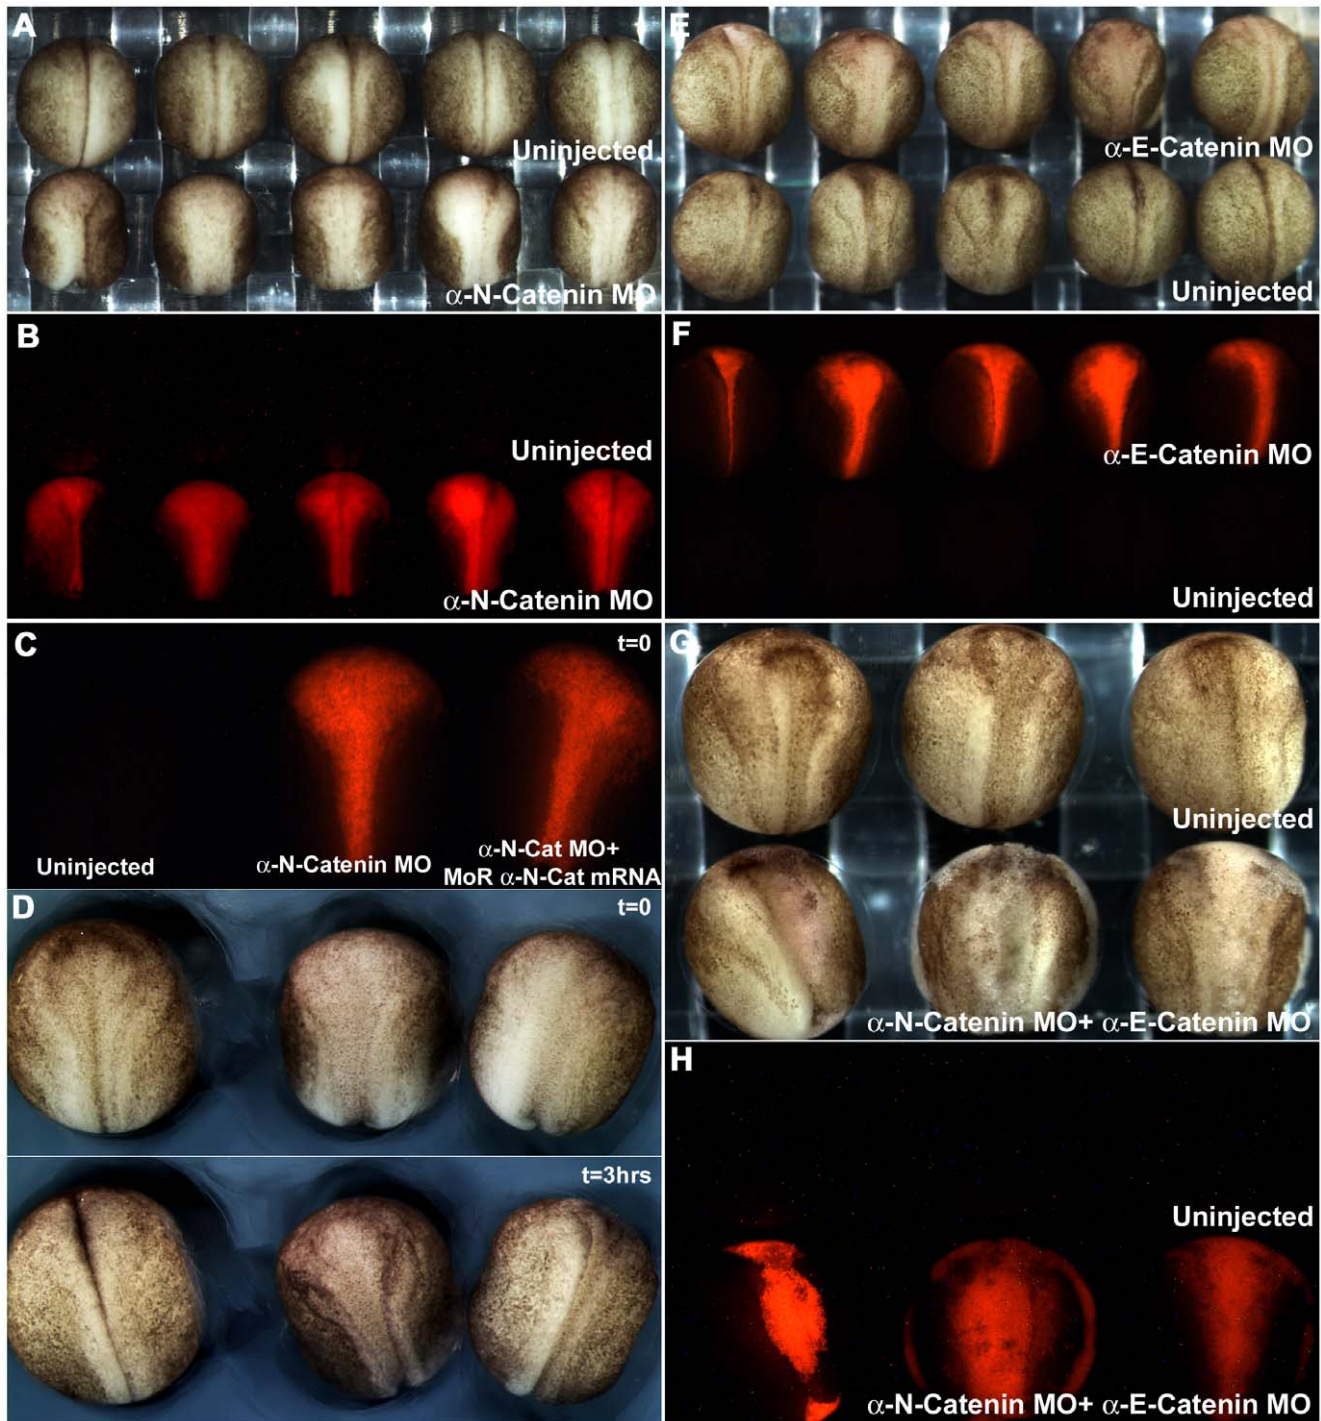 A
Uninjected
α-N-Catenin MO
B
Uninjected
α-N-Catenin MO
C
t=0
Uninjected
α-N-Catenin MO
α-N-Cat MO+
MoR α-N-Cat mRNA
D
t=0
t=3hrs
E
α-E-Catenin MO
Uninjected
F
α-E-Catenin MO
Uninjected
G
Uninjected
α-N-Catenin MO+ α-E-Catenin MO
H
Uninjected
α-N-Catenin MO+ α-E-Catenin MO